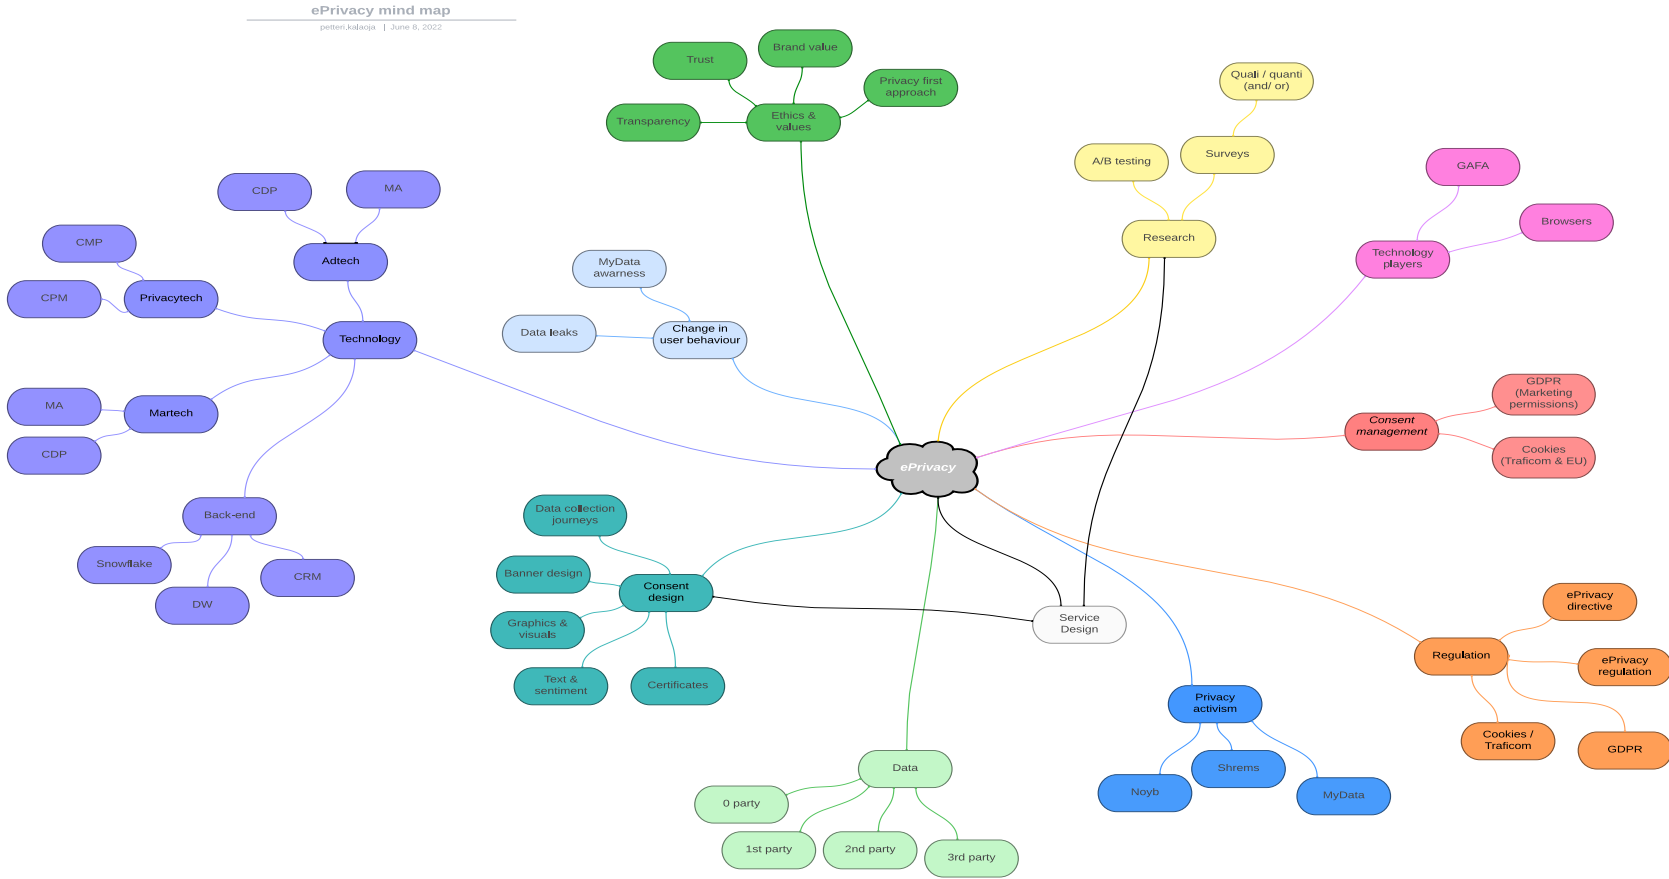 ePrivacy mind map
petteri.kalaoja | June 8, 2022
Trust
Brand value
Privacy first
approach
Transparency
Ethics &
values
Quali / quanti
(and/ or)
A/B testing
Surveys
Research
GAFA
Browsers
Technology
players
CDP
MA
CMP
Adtech
CPM
Privacytech
Technology
MA
Martech
CDP
Back-end
Snowflake
CRM
DW
MyData
awarness
Data leaks
Change in
user behaviour
GDPR
(Marketing
permissions)
Consent
management
Cookies
(Traficom & EU)
ePrivacy
Data collection
journeys
Banner design
Consent
design
Graphics &
visuals
Text &
sentiment
Certificates
Service
Design
ePrivacy
directive
Regulation
ePrivacy
regulation
Cookies /
Traficom
GDPR
Privacy
activism
Noyb
Shrems
MyData
Data
0 party
1st party
2nd party
3rd party